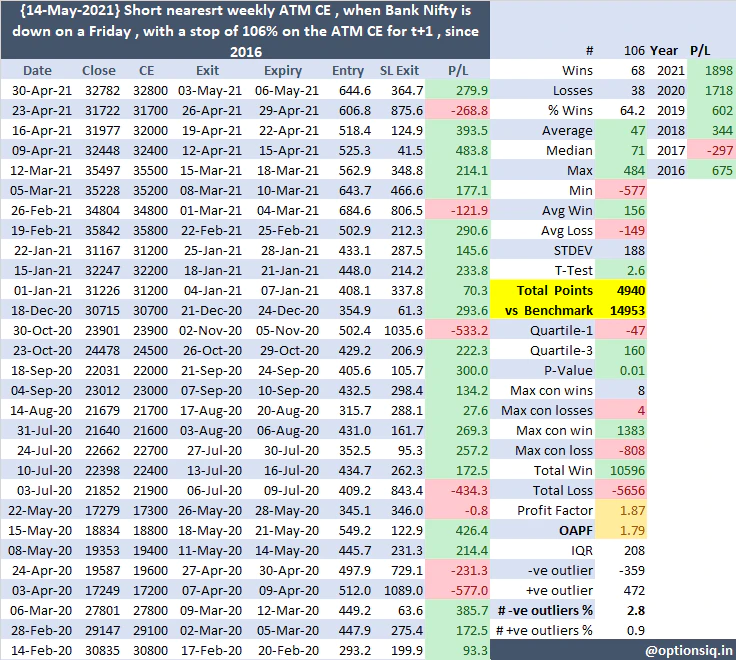 {14-May-2021} Short nearesrt weekly ATM CE , when Bank Nifty is
down on a Friday , with a stop of 106% on the ATM CE for t+1 , since
2016
# 106 Year P/L
Date Close CE Exit Expiry Entry SL Exit P/L Wins 68 2021 1898
30-Apr-21 32782 32800 03-May-21 06-May-21 644.6 364.7 279.9 Losses 38 2020 1718
23-Apr-21 31722 31700 26-Apr-21 29-Apr-21 606.8 875.6 -268.8 % Wins 64.2 2019 602
16-Apr-21 31977 32000 19-Apr-21 22-Apr-21 518.4 124.9 393.5 Average 47 2018 344
09-Apr-21 32448 32400 12-Apr-21 15-Apr-21 525.3 41.5 483.8 Median 71 2017 -297
12-Mar-21 35497 35500 15-Mar-21 18-Mar-21 562.9 348.8 214.1 Max 484 2016 675
05-Mar-21 35228 35200 08-Mar-21 10-Mar-21 643.7 466.6 177.1 Min -577
26-Feb-21 34804 34800 01-Mar-21 04-Mar-21 684.6 806.5 -121.9 Avg Win 156
19-Feb-21 35842 35800 22-Feb-21 25-Feb-21 502.9 212.3 290.6 Avg Loss -149
22-Jan-21 31167 31200 25-Jan-21 28-Jan-21 433.1 287.5 145.6 STDEV 188
15-Jan-21 32247 32200 18-Jan-21 21-Jan-21 448.0 214.2 233.8 T-Test 2.6
01-Jan-21 31226 31200 04-Jan-21 07-Jan-21 408.1 337.8 70.3 Total Points 4940
18-Dec-20 30715 30700 21-Dec-20 24-Dec-20 354.9 61.3 293.6 vs Benchmark 14953
30-Oct-20 23901 23900 02-Nov-20 05-Nov-20 502.4 1035.6 -533.2 Quartile-1 -47
23-Oct-20 24478 24500 26-Oct-20 29-Oct-20 429.2 206.9 222.3 Quartile-3 160
18-Sep-20 22031 22000 21-Sep-20 24-Sep-20 405.6 105.7 300.0 P-Value 0.01
04-Sep-20 23012 23000 07-Sep-20 10-Sep-20 432.5 298.4 134.2 Max con wins 8
14-Aug-20 21679 21700 17-Aug-20 20-Aug-20 315.7 288.1 27.6 Max con losses 4
31-Jul-20 21640 21600 03-Aug-20 06-Aug-20 431.0 161.7 269.3 Max con win 1383
24-Jul-20 22662 22700 27-Jul-20 30-Jul-20 352.5 95.3 257.2 Max con loss -808
10-Jul-20 22398 22400 13-Jul-20 16-Jul-20 434.7 262.3 172.5 Total Win 10596
03-Jul-20 21852 21900 06-Jul-20 09-Jul-20 409.2 843.4 -434.3 Total Loss -5656
22-May-20 17279 17300 26-May-20 28-May-20 345.1 346.0 -0.8 Profit Factor 1.87
15-May-20 18834 18800 18-May-20 21-May-20 549.2 122.9 426.4 OAPF 1.79
08-May-20 19353 19400 11-May-20 14-May-20 445.7 231.3 214.4 IQR 208
24-Apr-20 19587 19600 27-Apr-20 30-Apr-20 497.9 729.1 -231.3 -ve outlier -359
03-Apr-20 17249 17200 07-Apr-20 09-Apr-20 512.0 1089.0 -577.0 +ve outlier 472
06-Mar-20 27801 27800 09-Mar-20 12-Mar-20 449.2 63.6 385.7 # -ve outliers % 2.8
28-Feb-20 29147 29100 02-Mar-20 05-Mar-20 447.9 275.4 172.5 # +ve outliers % 0.9
14-Feb-20 30835 30800 17-Feb-20 20-Feb-20 293.2 199.9 93.3 @optionsiq.in